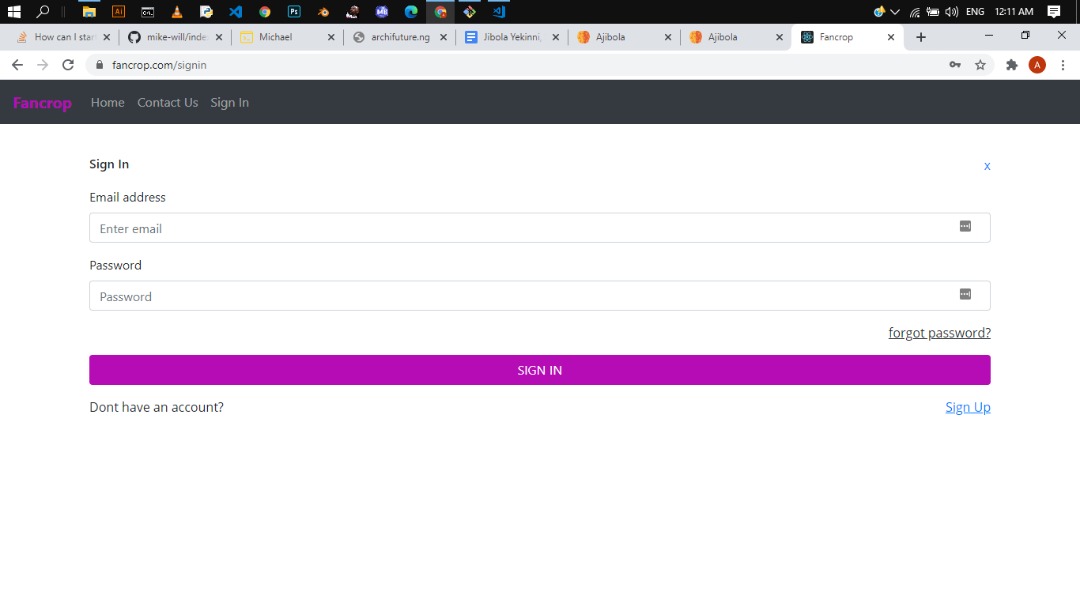 ENG 12:11 AM
How can I star
mike-will/inde
Michael
archifuture.ng
Jibola Yekinni,
Ajibola
Ajibola
Fancrop
fancrop.com/signin
A
Fancrop Home Contact Us Sign In
Sign In
x
Email address
Enter email
Password
Password
forgot password?
SIGN IN
Dont have an account?
Sign Up